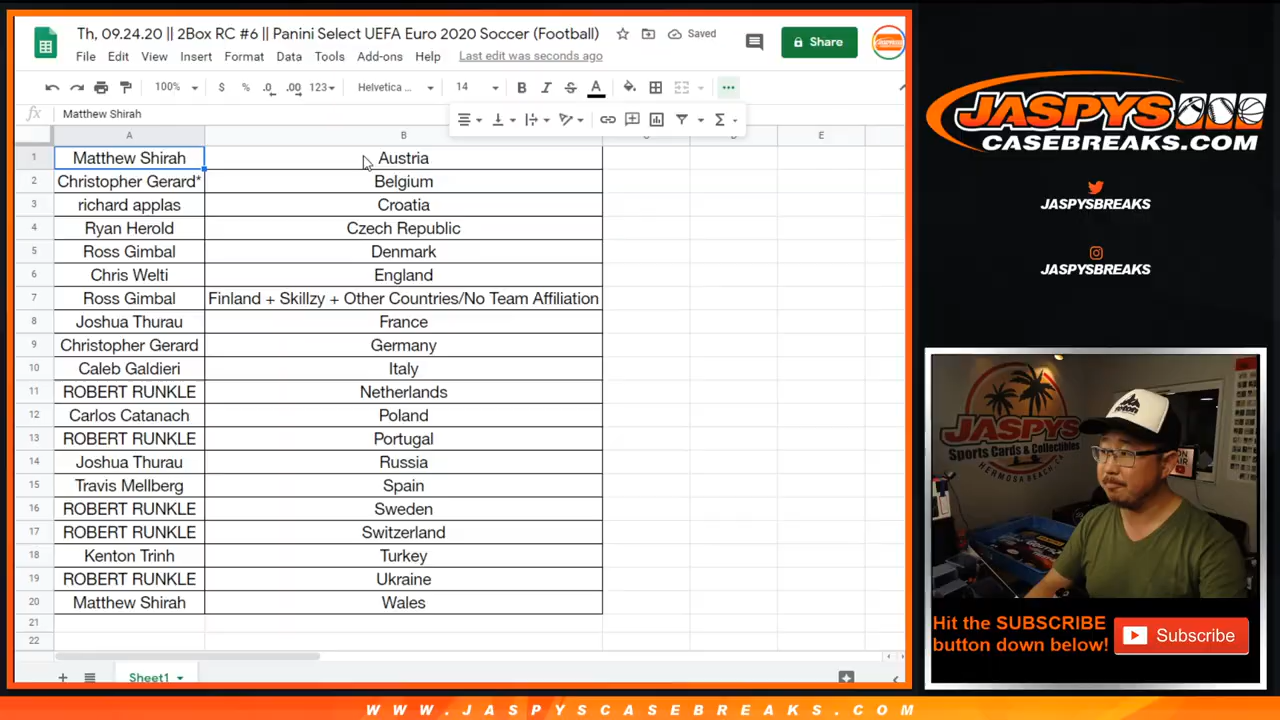 Th, 09.24.20 || 2Box RC #6 || Panini Select UEFA Euro 2020 Soccer (Football)
Saved
Share
File Edit View Insert Format Data Tools Add-ons Help Last edit was seconds ago
100% $ % .0 .00 123 Helvetica ... 14 B I S A
fx Matthew Shirah
A B E
1 Matthew Shirah Austria
2 Christopher Gerard* Belgium
3 richard applas Croatia
4 Ryan Herold Czech Republic
5 Ross Gimbal Denmark
6 Chris Welti England
7 Ross Gimbal Finland + Skillzy + Other Countries/No Team Affiliation
8 Joshua Thurau France
9 Christopher Gerard Germany
10 Caleb Galdieri Italy
11 ROBERT RUNKLE Netherlands
12 Carlos Catanach Poland
13 ROBERT RUNKLE Portugal
14 Joshua Thurau Russia
15 Travis Mellberg Spain
16 ROBERT RUNKLE Sweden
17 ROBERT RUNKLE Switzerland
18 Kenton Trinh Turkey
19 ROBERT RUNKLE Ukraine
20 Matthew Shirah Wales
21
22
Sheet1
JASPYS
CASEBREAKS.COM
JASPYSBREAKS
JASPYSBREAKS
JASPYS
Sports Cards & Collectibles
HERMOSA BEACH, CA
ON
AIR
Hit the SUBSCRIBE
button down below!
Subscribe
WWW.JASPYSCASEBREAKS.COM